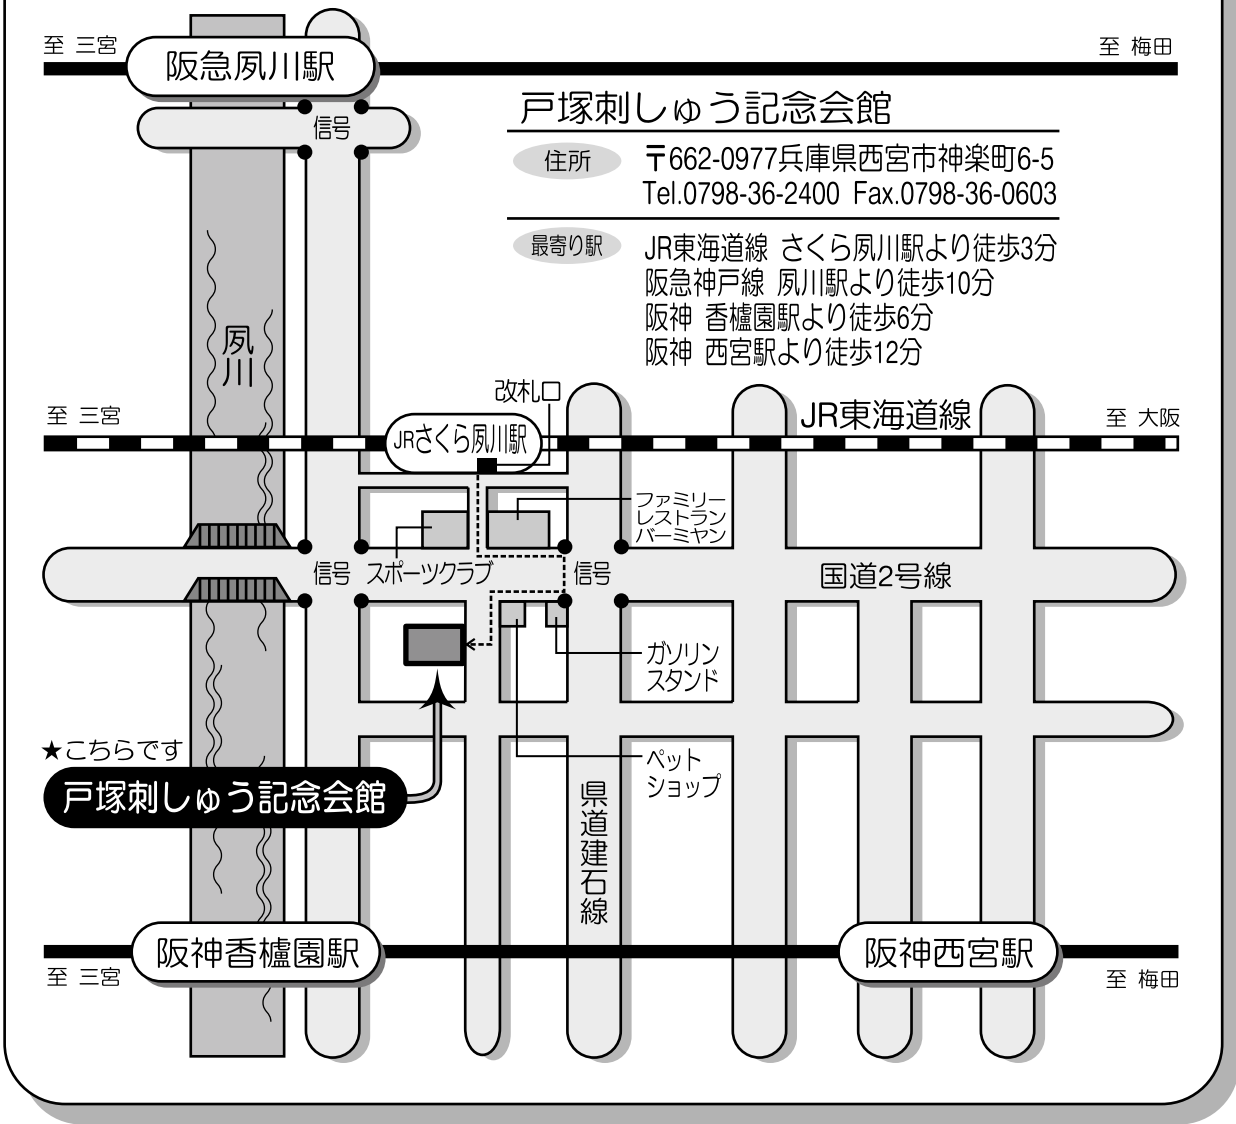 至 三宮
阪急夙川駅
至 梅田
信号
戸塚刺しゅう記念会館
住所
〒662-0977兵庫県西宮市神楽町6-5
Tel.0798-36-2400 Fax.0798-36-0603
最寄り駅
JR東海道線 さくら夙川駅より徒歩3分
阪急神戸線 夙川駅より徒歩10分
阪神 香櫨園駅より徒歩6分
阪神 西宮駅より徒歩12分
夙川
改札口
至 三宮
JRさくら夙川駅
JR東海道線
至 大阪
ファミリー
レストラン
バーミヤン
信号
スポーツクラブ
信号
国道2号線
ガソリン
スタンド
★こちらです
戸塚刺しゅう記念会館
ペット
ショップ
県道建石線
阪神香櫨園駅
阪神西宮駅
至 三宮
至 梅田